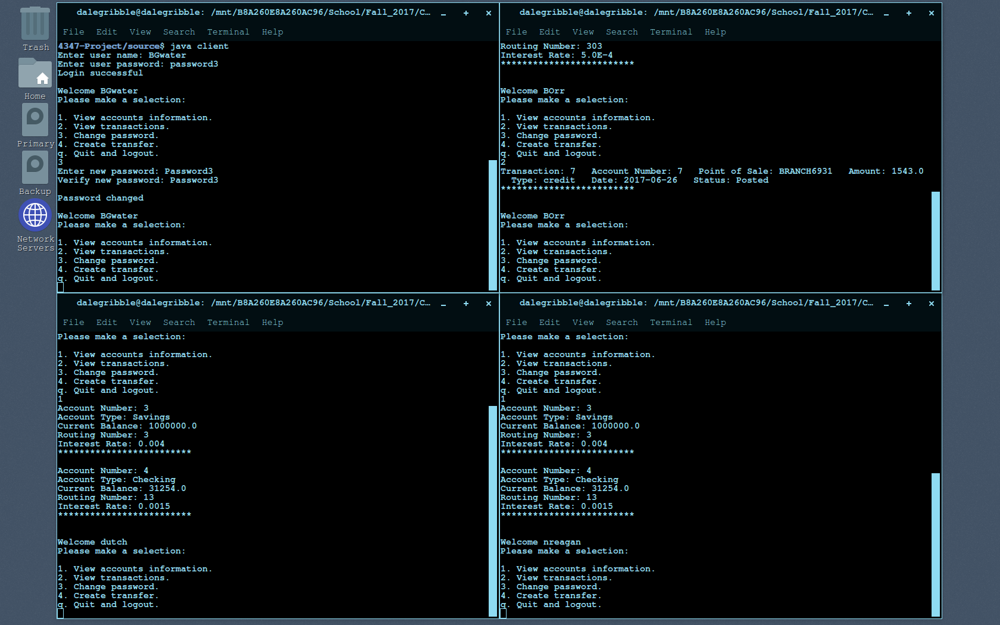 Trash
Home
Primary
Backup
Network
Servers
dalegribble@dalegribble: /mnt/B8A260E8A260AC96/School/Fall_2017/C…
File Edit View Search Terminal Help
4347-Project/source$ java client
Enter user name: BGwater
Enter user password: password3
Login successful
Welcome BGwater
Please make a selection:
1. View accounts information.
2. View transactions.
3. Change password.
4. Create transfer.
q. Quit and logout.
3
Enter new password: Password3
Verify new password: Password3
Password changed
Welcome BGwater
Please make a selection:
1. View accounts information.
2. View transactions.
3. Change password.
4. Create transfer.
q. Quit and logout.
dalegribble@dalegribble: /mnt/B8A260E8A260AC96/School/Fall_2017/C…
File Edit View Search Terminal Help
Routing Number: 303
Interest Rate: 5.0E-4
*************************
Welcome BOrr
Please make a selection:
1. View accounts information.
2. View transactions.
3. Change password.
4. Create transfer.
q. Quit and logout.
2
Transaction: 7 Account Number: 7 Point of Sale: BRANCH6931 Amount: 1543.0
Type: credit Date: 2017-06-26 Status: Posted
*************************
Welcome BOrr
Please make a selection:
1. View accounts information.
2. View transactions.
3. Change password.
4. Create transfer.
q. Quit and logout.
dalegribble@dalegribble: /mnt/B8A260E8A260AC96/School/Fall_2017/C…
File Edit View Search Terminal Help
Please make a selection:
1. View accounts information.
2. View transactions.
3. Change password.
4. Create transfer.
q. Quit and logout.
1
Account Number: 3
Account Type: Savings
Current Balance: 1000000.0
Routing Number: 3
Interest Rate: 0.004
*************************
Account Number: 4
Account Type: Checking
Current Balance: 31254.0
Routing Number: 13
Interest Rate: 0.0015
*************************
Welcome dutch
Please make a selection:
1. View accounts information.
2. View transactions.
3. Change password.
4. Create transfer.
q. Quit and logout.
dalegribble@dalegribble: /mnt/B8A260E8A260AC96/School/Fall_2017/C…
File Edit View Search Terminal Help
Please make a selection:
1. View accounts information.
2. View transactions.
3. Change password.
4. Create transfer.
q. Quit and logout.
1
Account Number: 3
Account Type: Savings
Current Balance: 1000000.0
Routing Number: 3
Interest Rate: 0.004
*************************
Account Number: 4
Account Type: Checking
Current Balance: 31254.0
Routing Number: 13
Interest Rate: 0.0015
*************************
Welcome nreagan
Please make a selection:
1. View accounts information.
2. View transactions.
3. Change password.
4. Create transfer.
q. Quit and logout.